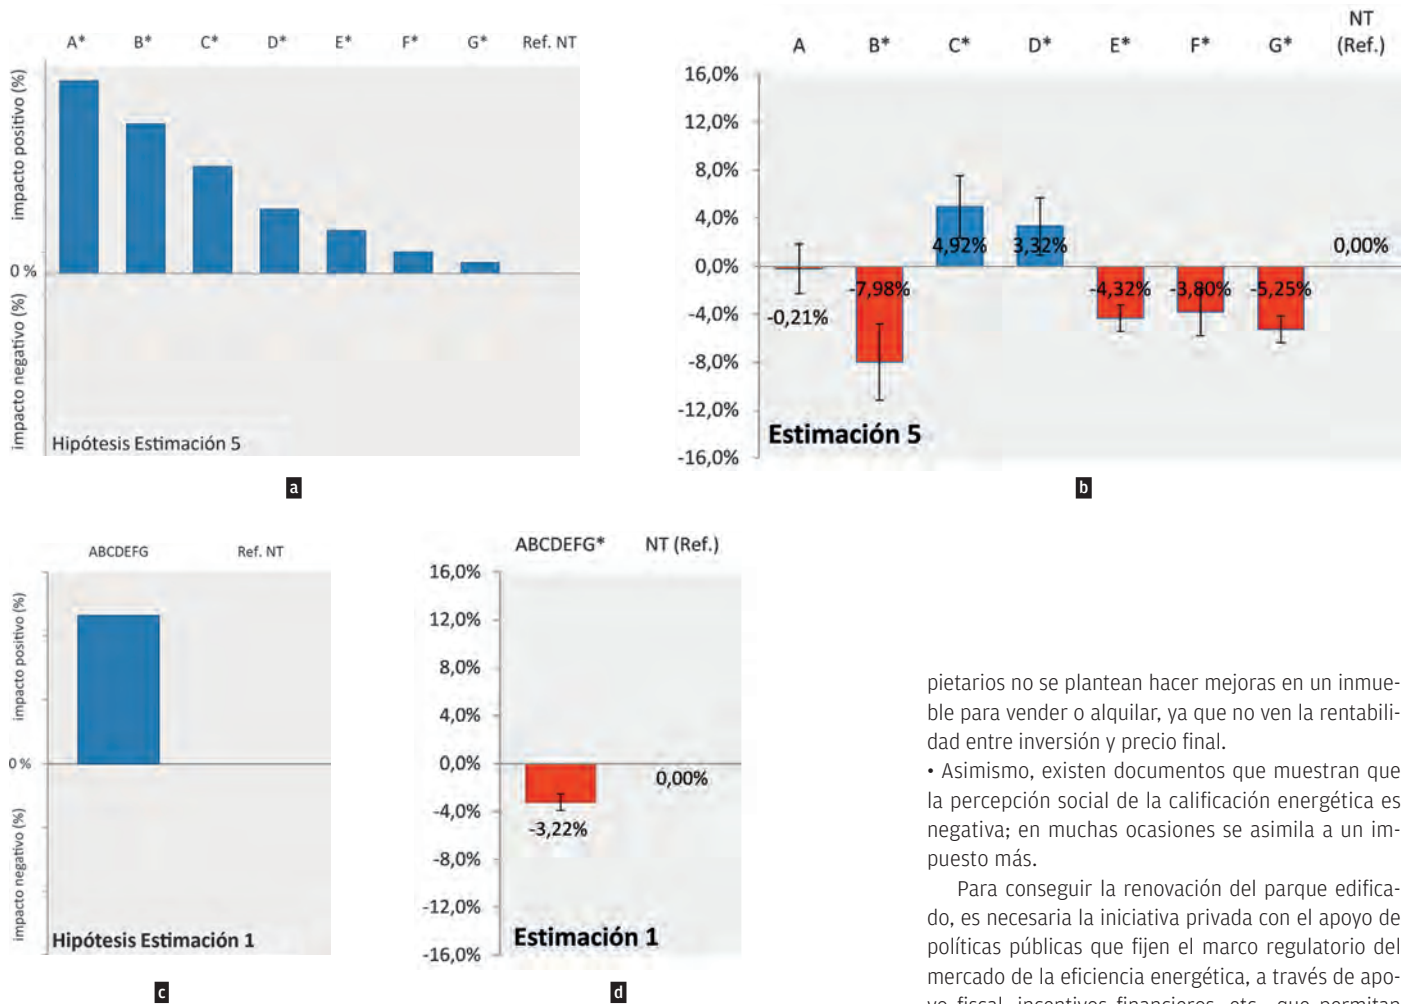 A* B* C* D* E* F* G* Ref. NT
impacto positivo (%)
0 %
impacto negativo (%)
Hipótesis Estimación 5
a
NT
A B* C* D* E* F* G* (Ref.)
16,0%
12,0%
8,0%
4,0%
0,0%
-4,0%
-8,0%
-12,0%
-16,0%
-0,21%
-7,98%
4,92%
3,32%
-4,32%
-3,80%
-5,25%
0,00%
Estimación 5
b
ABCDEFG Ref. NT
impacto positivo (%)
0 %
impacto negativo (%)
Hipótesis Estimación 1
c
ABCDEFG* NT (Ref.)
16,0%
12,0%
8,0%
4,0%
0,0%
-4,0%
-8,0%
-12,0%
-16,0%
-3,22%
0,00%
Estimación 1
d
pietarios no se plantean hacer mejoras en un inmue-
ble para vender o alquilar, ya que no ven la rentabili-
dad entre inversión y precio final.
• Asimismo, existen documentos que muestran que
la percepción social de la calificación energética es
negativa; en muchas ocasiones se asimila a un im-
puesto más.
Para conseguir la renovación del parque edifica-
do, es necesaria la iniciativa privada con el apoyo de
políticas públicas que fijen el marco regulatorio del
mercado de la eficiencia energética, a través de apo-
yo fiscal, incentivos financieros, etc., que permitan